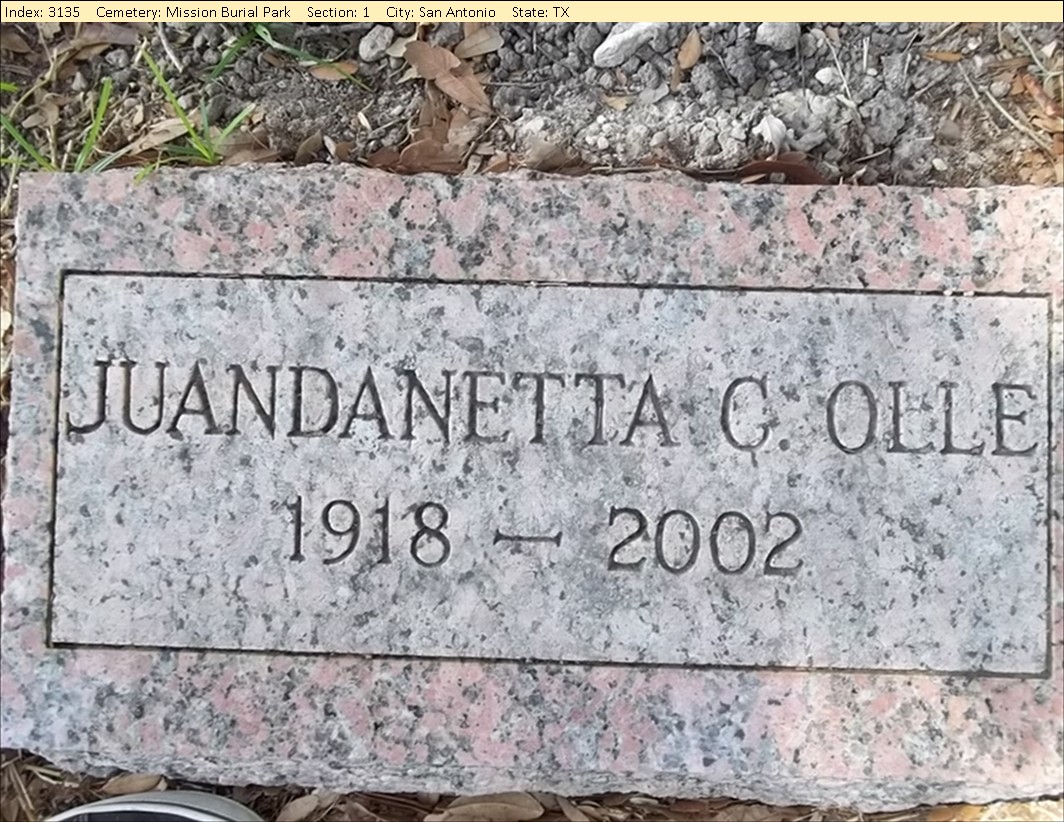 Index: 3135 Cemetery: Mission Burial Park Section: 1 City: San Antonio State: TX
JUANDANETTA C. OLLE
1918 — 2002